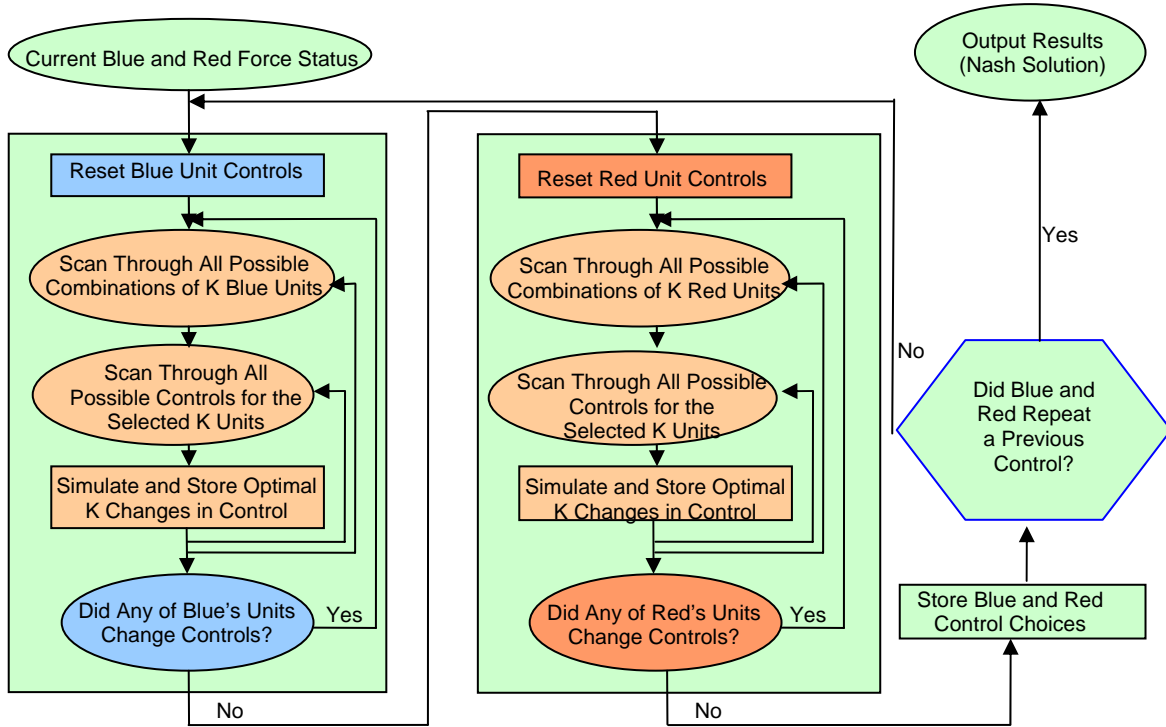 Current Blue and Red Force Status
Reset Blue Unit Controls
Scan Through All Possible
Combinations of K Blue Units
Scan Through All
Possible Controls for the
Selected K Units
Simulate and Store Optimal
K Changes in Control
Did Any of Blue's Units
Change Controls?
Yes
No
Reset Red Unit Controls
Scan Through All Possible
Combinations of K Red Units
Scan Through All Possible
Controls for the
Selected K Units
Simulate and Store Optimal
K Changes in Control
Did Any of Red's Units
Change Controls?
Yes
No
Store Blue and Red
Control Choices
Did Blue and
Red Repeat
a Previous
Control?
No
Yes
Output Results
(Nash Solution)